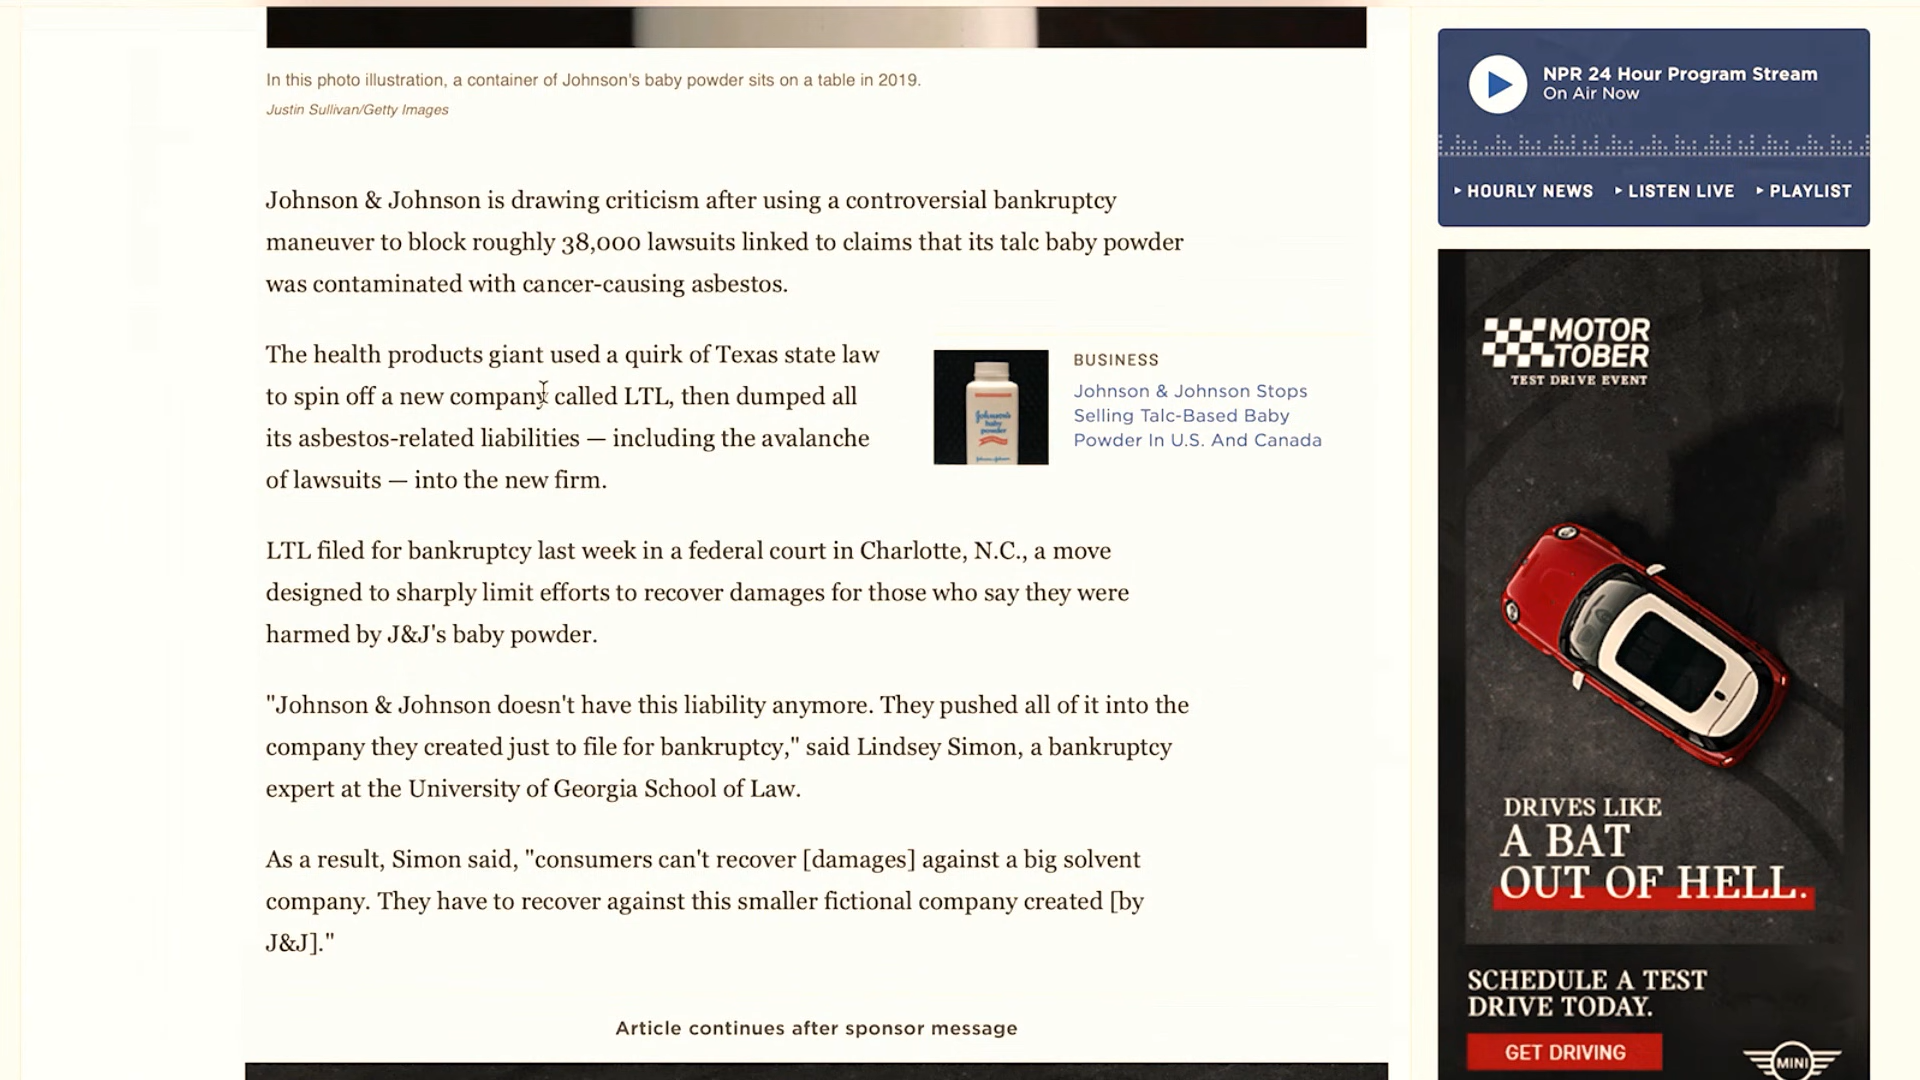 In this photo illustration, a container of Johnson's baby powder sits on a table in 2019.
Justin Sullivan/Getty Images
Johnson & Johnson is drawing criticism after using a controversial bankruptcy
maneuver to block roughly 38,000 lawsuits linked to claims that its talc baby powder
was contaminated with cancer-causing asbestos.
The health products giant used a quirk of Texas state law
to spin off a new company called LTL, then dumped all
its asbestos-related liabilities — including the avalanche
of lawsuits — into the new firm.
BUSINESS
Johnson & Johnson Stops
Selling Talc-Based Baby
Powder In U.S. And Canada
Johnson's
baby
powder
LTL filed for bankruptcy last week in a federal court in Charlotte, N.C., a move
designed to sharply limit efforts to recover damages for those who say they were
harmed by J&J's baby powder.
"Johnson & Johnson doesn't have this liability anymore. They pushed all of it into the
company they created just to file for bankruptcy," said Lindsey Simon, a bankruptcy
expert at the University of Georgia School of Law.
As a result, Simon said, "consumers can't recover [damages] against a big solvent
company. They have to recover against this smaller fictional company created [by
J&J]."
Article continues after sponsor message
NPR 24 Hour Program Stream
On Air Now
HOURLY NEWS LISTEN LIVE PLAYLIST
MOTOR
TOBER
TEST DRIVE EVENT
DRIVES LIKE
A BAT
OUT OF HELL.
SCHEDULE A TEST
DRIVE TODAY.
GET DRIVING
MINI